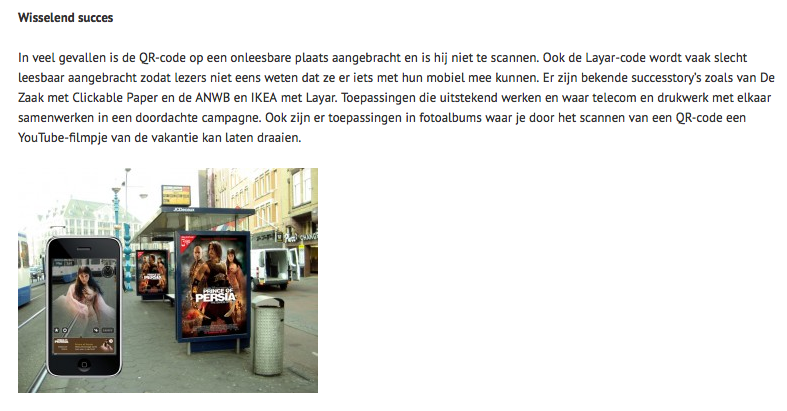 Wisselend succes
In veel gevallen is de QR-code op een onleesbare plaats aangebracht en is hij niet te scannen. Ook de Layar-code wordt vaak slecht
leesbaar aangebracht zodat lezers niet eens weten dat ze er iets met hun mobiel mee kunnen. Er zijn bekende successtory's zoals van De
Zaak met Clickable Paper en de ANWB en IKEA met Layar. Toepassingen die uitstekend werken en waar telecom en drukwerk met elkaar
samenwerken in een doordachte campagne. Ook zijn er toepassingen in fotoalbums waar je door het scannen van een QR-code een
YouTube-filmpje van de vakantie kan laten draaien.
JCDecaux
PRINCE OF
PERSIA